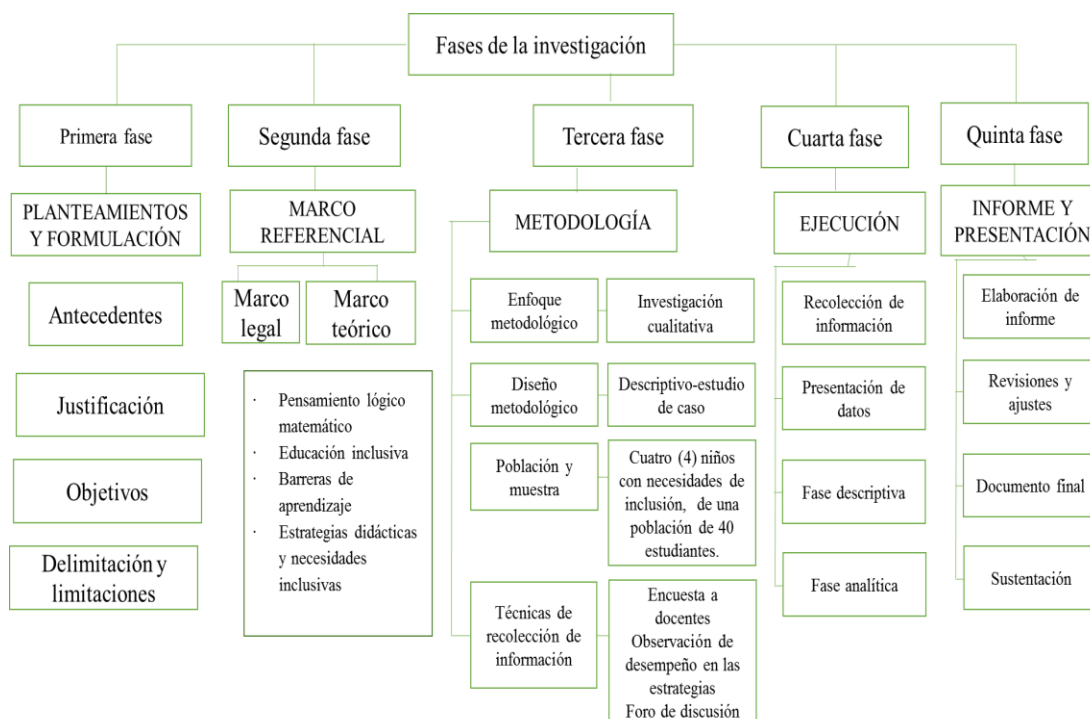 Fases de la investigación
Primera fase
Segunda fase
Tercera fase
Cuarta fase
Quinta fase
PLANTEAMIENTOS
Y FORMULACIÓN
MARCO
REFERENCIAL
METODOLOGÍA
EJECUCIÓN
INFORME Y
PRESENTACIÓN
Antecedentes
Justificación
Objetivos
Delimitación y
limitaciones
Marco
legal
Marco
teórico
· Pensamiento lógico
matemático
· Educación inclusiva
· Barreras de
aprendizaje
· Estrategias didácticas
y necesidades
inclusivas
Enfoque
metodológico
Investigación
cualitativa
Diseño
metodológico
Descriptivo-estudio
de caso
Población y
muestra
Cuatro (4) niños
con necesidades de
inclusión, de una
población de 40
estudiantes.
Técnicas de
recolección de
información
Encuesta a
docentes
Observación de
desempeño en las
estrategias
Foro de discusión
Recolección de
información
Presentación de
datos
Fase descriptiva
Fase analítica
Elaboración de
informe
Revisiones y
ajustes
Documento final
Sustentación